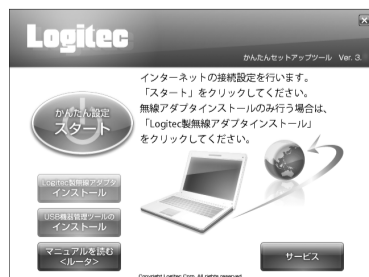 Logitec
かんたんセットアップツール Ver. 3.
インターネットの接続設定を行います。
「スタート」をクリックしてください。
無線アダプタインストールのみ行う場合は、
「Logitec製無線アダプタインストール」
をクリックしてください。
かんたん設定
スタート
Logitec製無線アダプタ
インストール
USB機器管理ツールの
インストール
マニュアルを読む
<ルータ>
サービス
Copyright Logitec Corp. All rights reserved.